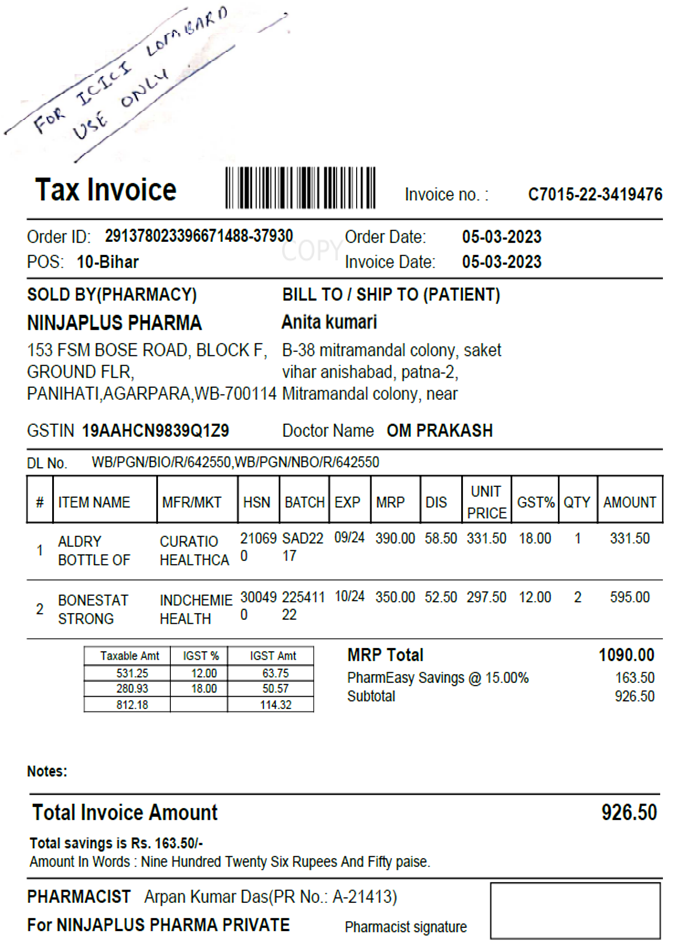 FOR ICICI LOMBARD
USE ONLY
Tax Invoice
Invoice no. : C7015-22-3419476
Order ID: 291378023396671488-37930 Order Date: 05-03-2023
COPY
POS: 10-Bihar Invoice Date: 05-03-2023
SOLD BY(PHARMACY) BILL TO / SHIP TO (PATIENT)
NINJAPLUS PHARMA Anita kumari
153 FSM BOSE ROAD, BLOCK F, B-38 mitramandal colony, saket
GROUND FLR, vihar anishabad, patna-2,
PANIHATI,AGARPARA,WB-700114 Mitramandal colony, near
GSTIN 19AAHCN9839Q1Z9 Doctor Name OM PRAKASH
DL No. WB/PGN/BIO/R/642550,WB/PGN/NBO/R/642550
# ITEM NAME MFR/MKT HSN BATCH EXP MRP DIS UNIT PRICE GST% QTY AMOUNT
1 ALDRY CURATIO 21069 SAD22 09/24 390.00 58.50 331.50 18.00 1 331.50
BOTTLE OF HEALTHCA 0 17
2 BONESTAT INDCHEMIE 30049 225411 10/24 350.00 52.50 297.50 12.00 2 595.00
STRONG HEALTH 0 22
Taxable Amt IGST % IGST Amt
531.25 12.00 63.75
280.93 18.00 50.57
812.18 114.32
MRP Total 1090.00
PharmEasy Savings @ 15.00% 163.50
Subtotal 926.50
Notes:
Total Invoice Amount 926.50
Total savings is Rs. 163.50/-
Amount In Words : Nine Hundred Twenty Six Rupees And Fifty paise.
PHARMACIST Arpan Kumar Das(PR No.: A-21413)
For NINJAPLUS PHARMA PRIVATE Pharmacist signature